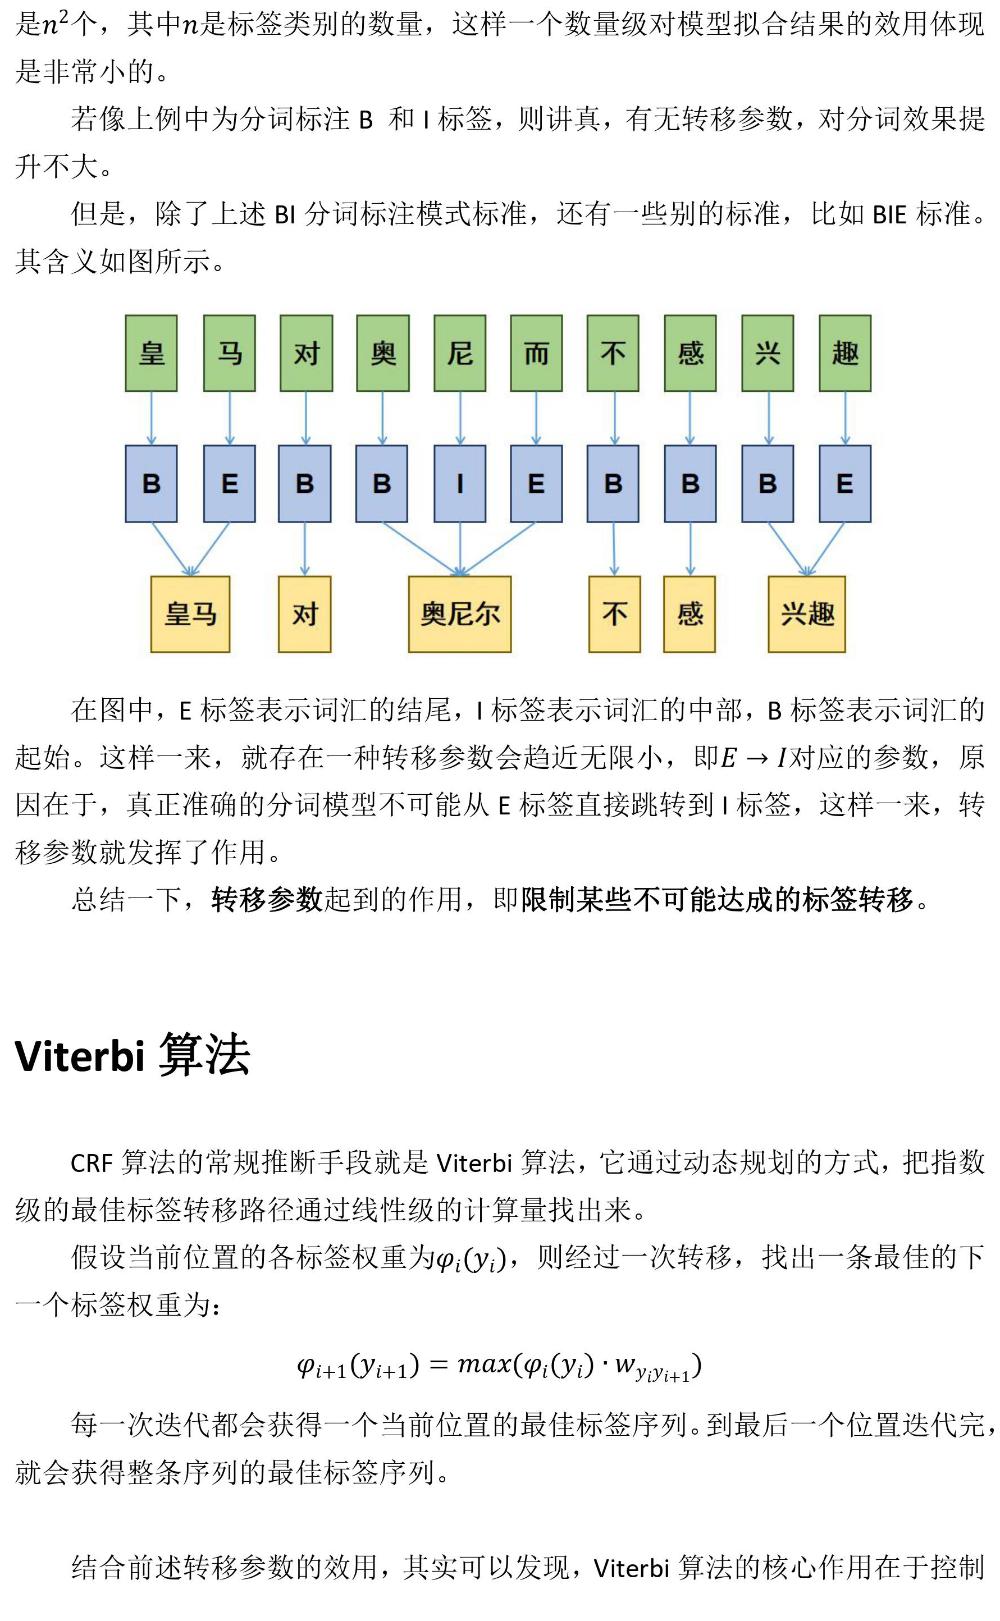 是n²个，其中n是标签类别的数量，这样一个数量级对模型拟合结果的效用体现
是非常小的。
若像上例中为分词标注 B 和 I 标签，则讲真，有无转移参数，对分词效果提
升不大。
但是，除了上述 BI 分词标注模式标准，还有一些别的标准，比如 BIE 标准。
其含义如图所示。
皇 马 对 奥 尼 而 不 感 兴 趣
B E B B I E B B B E
皇马 对 奥尼尔 不 感 兴趣
在图中，E 标签表示词汇的结尾，I 标签表示词汇的中部，B 标签表示词汇的
起始。这样一来，就存在一种转移参数会趋近无限小，即E → I对应的参数，原
因在于，真正准确的分词模型不可能从 E 标签直接跳转到 I 标签，这样一来，转
移参数就发挥了作用。
总结一下，转移参数起到的作用，即限制某些不可能达成的标签转移。
Viterbi 算法
CRF 算法的常规推断手段就是 Viterbi 算法，它通过动态规划的方式，把指数
级的最佳标签转移路径通过线性级的计算量找出来。
假设当前位置的各标签权重为φ_i(y_i)，则经过一次转移，找出一条最佳的下
一个标签权重为：
φ_{i+1}(y_{i+1}) = max(φ_i(y_i) · w_{y_i y_{i+1}})
每一次迭代都会获得一个当前位置的最佳标签序列。到最后一个位置迭代完，
就会获得整条序列的最佳标签序列。
结合前述转移参数的效用，其实可以发现，Viterbi 算法的核心作用在于控制